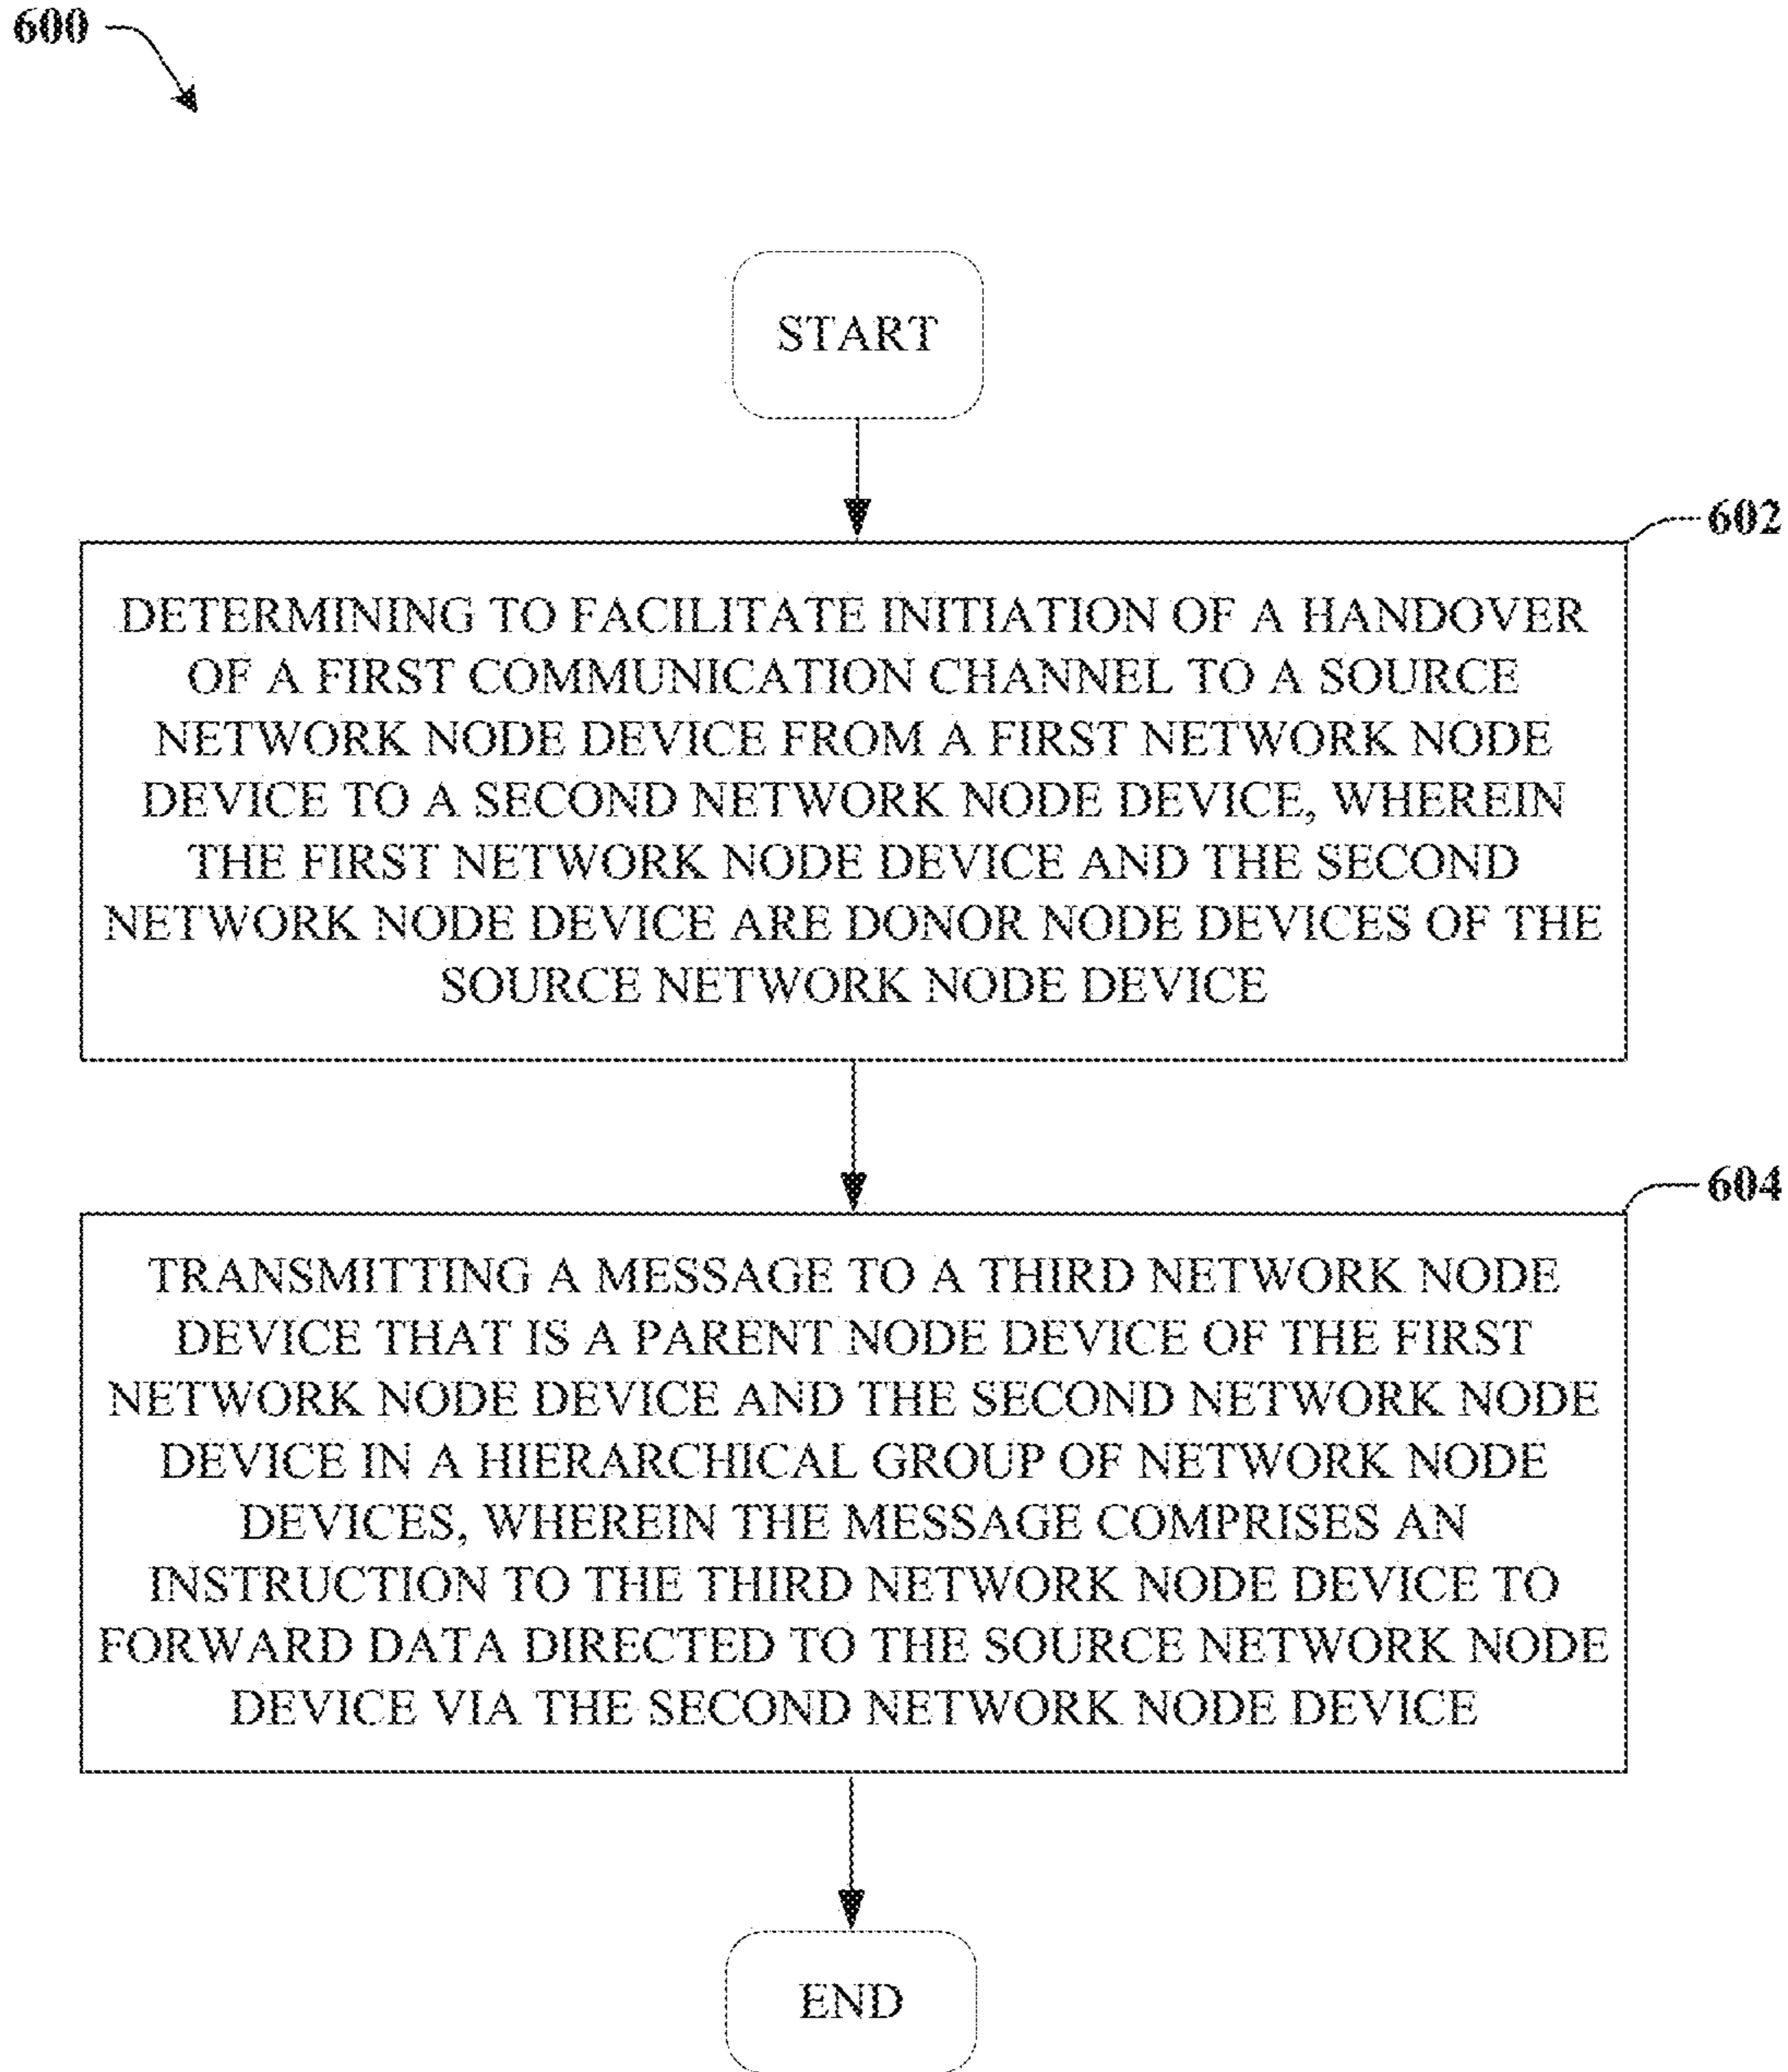 600
START
602
DETERMINING TO FACILITATE INITIATION OF A HANDOVER
OF A FIRST COMMUNICATION CHANNEL TO A SOURCE
NETWORK NODE DEVICE FROM A FIRST NETWORK NODE
DEVICE TO A SECOND NETWORK NODE DEVICE, WHEREIN
THE FIRST NETWORK NODE DEVICE AND THE SECOND
NETWORK NODE DEVICE ARE DONOR NODE DEVICES OF THE
SOURCE NETWORK NODE DEVICE
604
TRANSMITTING A MESSAGE TO A THIRD NETWORK NODE
DEVICE THAT IS A PARENT NODE DEVICE OF THE FIRST
NETWORK NODE DEVICE AND THE SECOND NETWORK NODE
DEVICE IN A HIERARCHICAL GROUP OF NETWORK NODE
DEVICES, WHEREIN THE MESSAGE COMPRISES AN
INSTRUCTION TO THE THIRD NETWORK NODE DEVICE TO
FORWARD DATA DIRECTED TO THE SOURCE NETWORK NODE
DEVICE VIA THE SECOND NETWORK NODE DEVICE
END